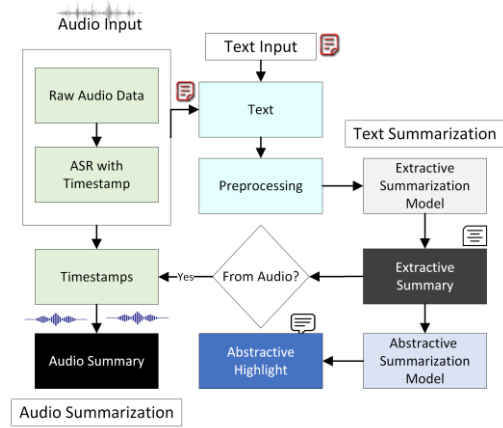 Audio Input
Text Input
Raw Audio Data
Text
ASR with
Timestamp
Text Summarization
Preprocessing
Extractive
Summarization
Model
Timestamps
Yes
From Audio?
Extractive
Summary
Audio Summary
Abstractive
Highlight
Abstractive
Summarization
Model
Audio Summarization